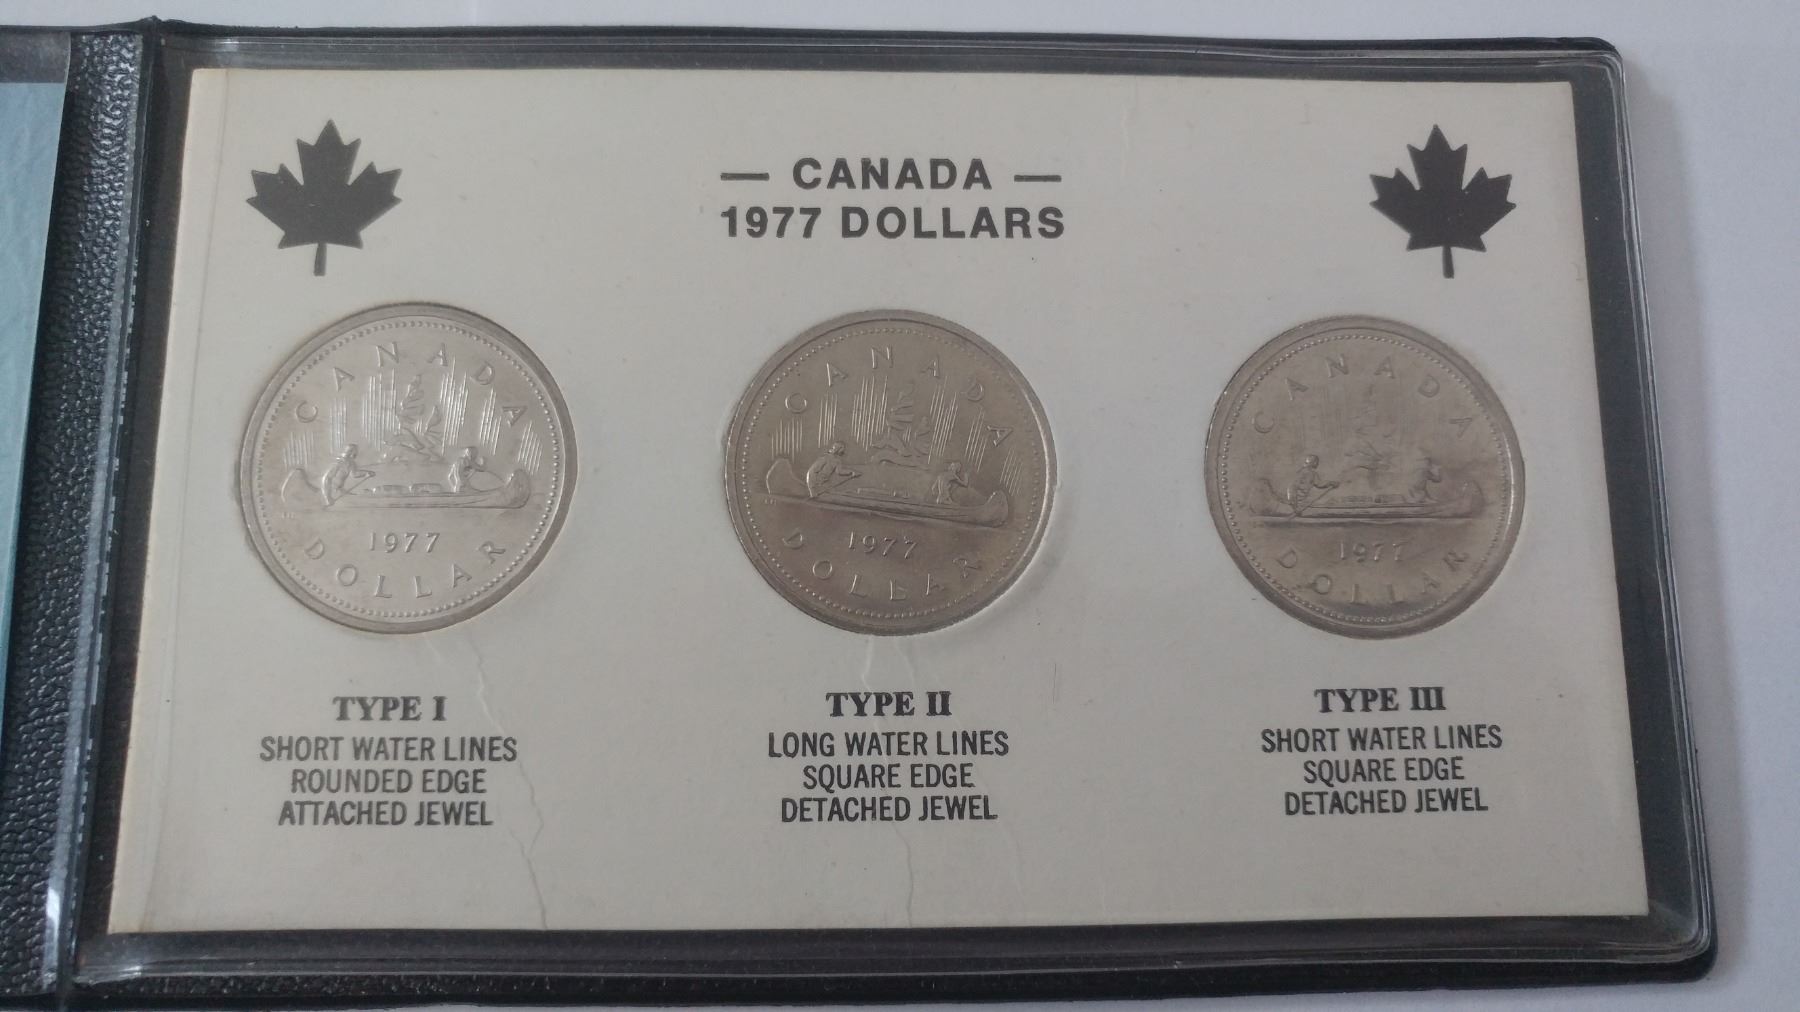 — CANADA —
1977 DOLLARS
CANADA
1977
DOLLAR
CANADA
1977
DOLLAR
CANADA
1977
DOLLAR
TYPE I
SHORT WATER LINES
ROUNDED EDGE
ATTACHED JEWEL
TYPE II
LONG WATER LINES
SQUARE EDGE
DETACHED JEWEL
TYPE III
SHORT WATER LINES
SQUARE EDGE
DETACHED JEWEL